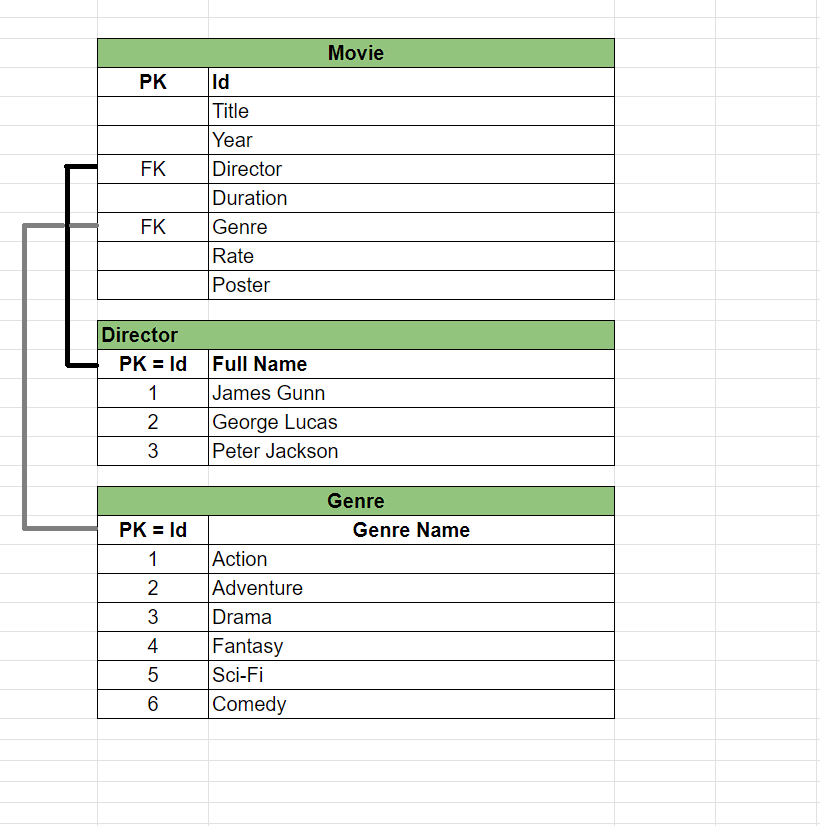 Movie
PK Id
Title
Year
FK Director
Duration
FK Genre
Rate
Poster
Director
PK = Id Full Name
1 James Gunn
2 George Lucas
3 Peter Jackson
Genre
PK = Id Genre Name
1 Action
2 Adventure
3 Drama
4 Fantasy
5 Sci-Fi
6 Comedy